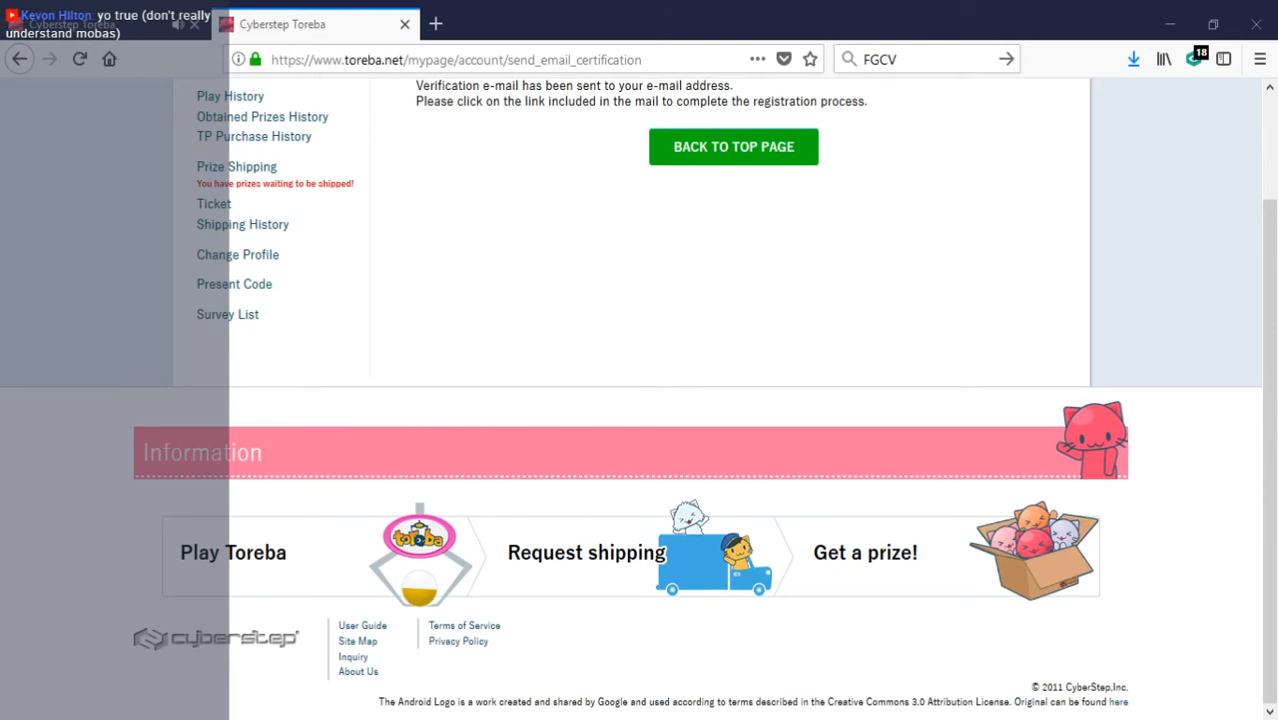 Kevon Hilton yo true (don't really
understand mobas)
Cyberstep Toreba
Cyberstep Toreba
https://www.toreba.net/mypage/account/send_email_certification
FGCV
18
Verification e-mail has been sent to your e-mail address.
Please click on the link included in the mail to complete the registration process.
BACK TO TOP PAGE
Play History
Obtained Prizes History
TP Purchase History
Prize Shipping
You have prizes waiting to be shipped!
Ticket
Shipping History
Change Profile
Present Code
Survey List
Information
Play Toreba
toreba
Request shipping
Get a prize!
cyberstep
User Guide
Site Map
Inquiry
About Us
Terms of Service
Privacy Policy
© 2011 CyberStep.Inc.
The Android Logo is a work created and shared by Google and used according to terms described in the Creative Commons 3.0 Attribution License. Original can be found here